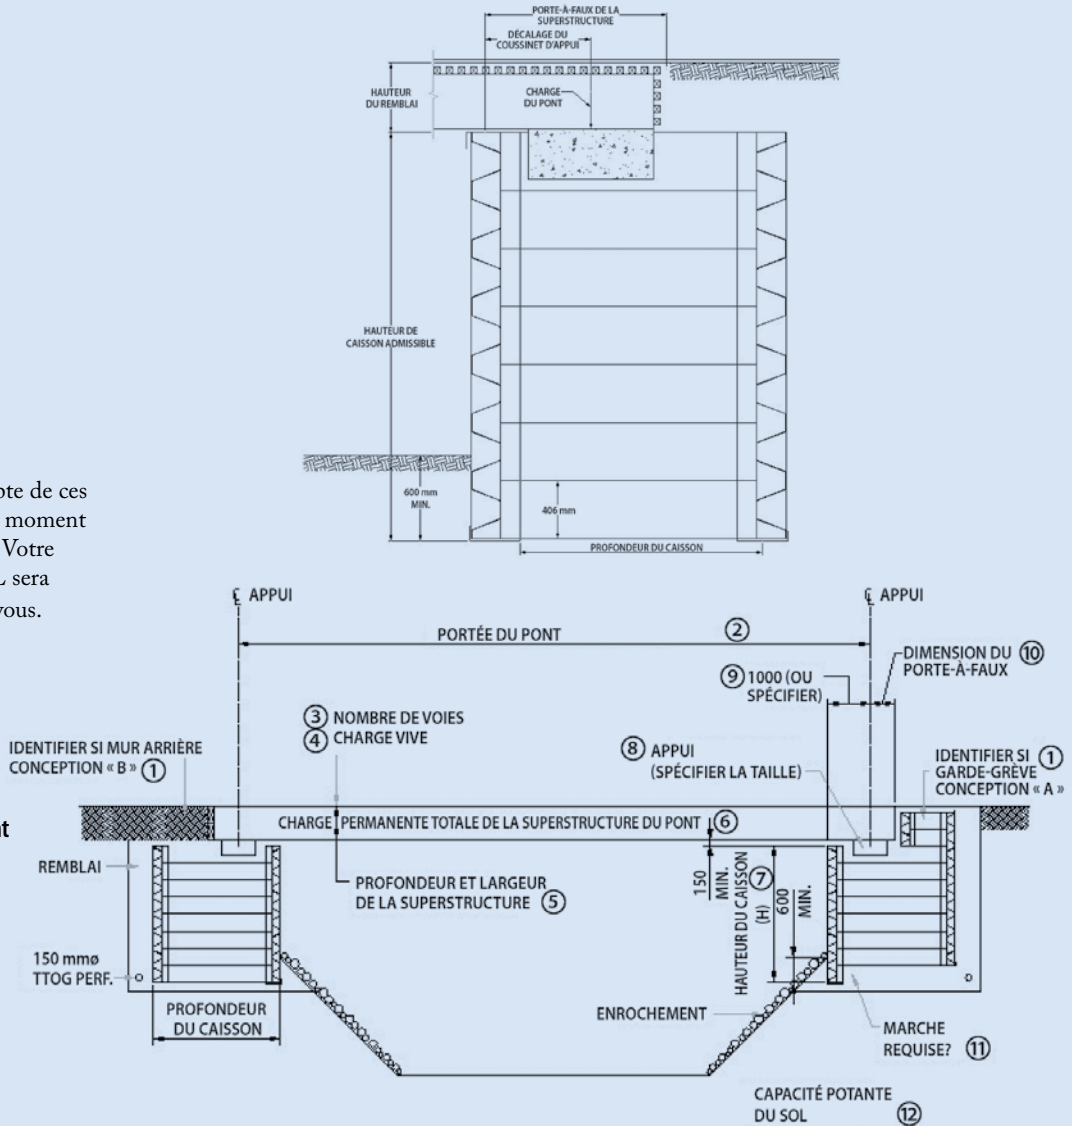 PORTE-À-FAUX DE LA
SUPERSTRUCTURE
DÉCALAGE DU
COUSSINET D'APPUI
HAUTEUR
DU REMBLAI
CHARGE
DU PONT
HAUTEUR DE
CAISSON ADMISSIBLE
600 mm
MIN.
406 mm
PROFONDEUR DU CAISSON
pte de ces
moment
Votre
L sera
vous.
nt
℄ APPUI
℄ APPUI
PORTÉE DU PONT ②
DIMENSION DU ⑩
PORTE-À-FAUX
⑨ 1000 (OU
SPÉCIFIER)
③ NOMBRE DE VOIES
④ CHARGE VIVE
IDENTIFIER SI MUR ARRIÈRE
CONCEPTION « B » ①
⑧ APPUI
(SPÉCIFIER LA TAILLE)
IDENTIFIER SI ①
GARDE-GRÈVE
CONCEPTION « A »
CHARGE PERMANENTE TOTALE DE LA SUPERSTRUCTURE DU PONT ⑥
REMBLAI
PROFONDEUR ET LARGEUR
DE LA SUPERSTRUCTURE ⑤
150
MIN.
HAUTEUR DU CAISSON ⑦
(H)
600
MIN.
150 mmø
TTOG PERF.
PROFONDEUR
DU CAISSON
ENROCHEMENT
MARCHE
REQUISE? ⑪
CAPACITÉ POTANTE
DU SOL ⑫